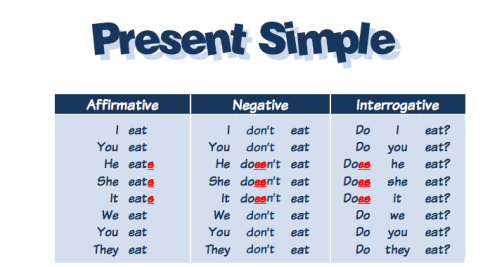 Present Simple
Affirmative Negative Interrogative
I eat I don't eat Do I eat?
You eat You don't eat Do you eat?
He eats He doesn't eat Does he eat?
She eats She doesn't eat Does she eat?
It eats It doesn't eat Does it eat?
We eat We don't eat Do we eat?
You eat You don't eat Do you eat?
They eat They don't eat Do they eat?